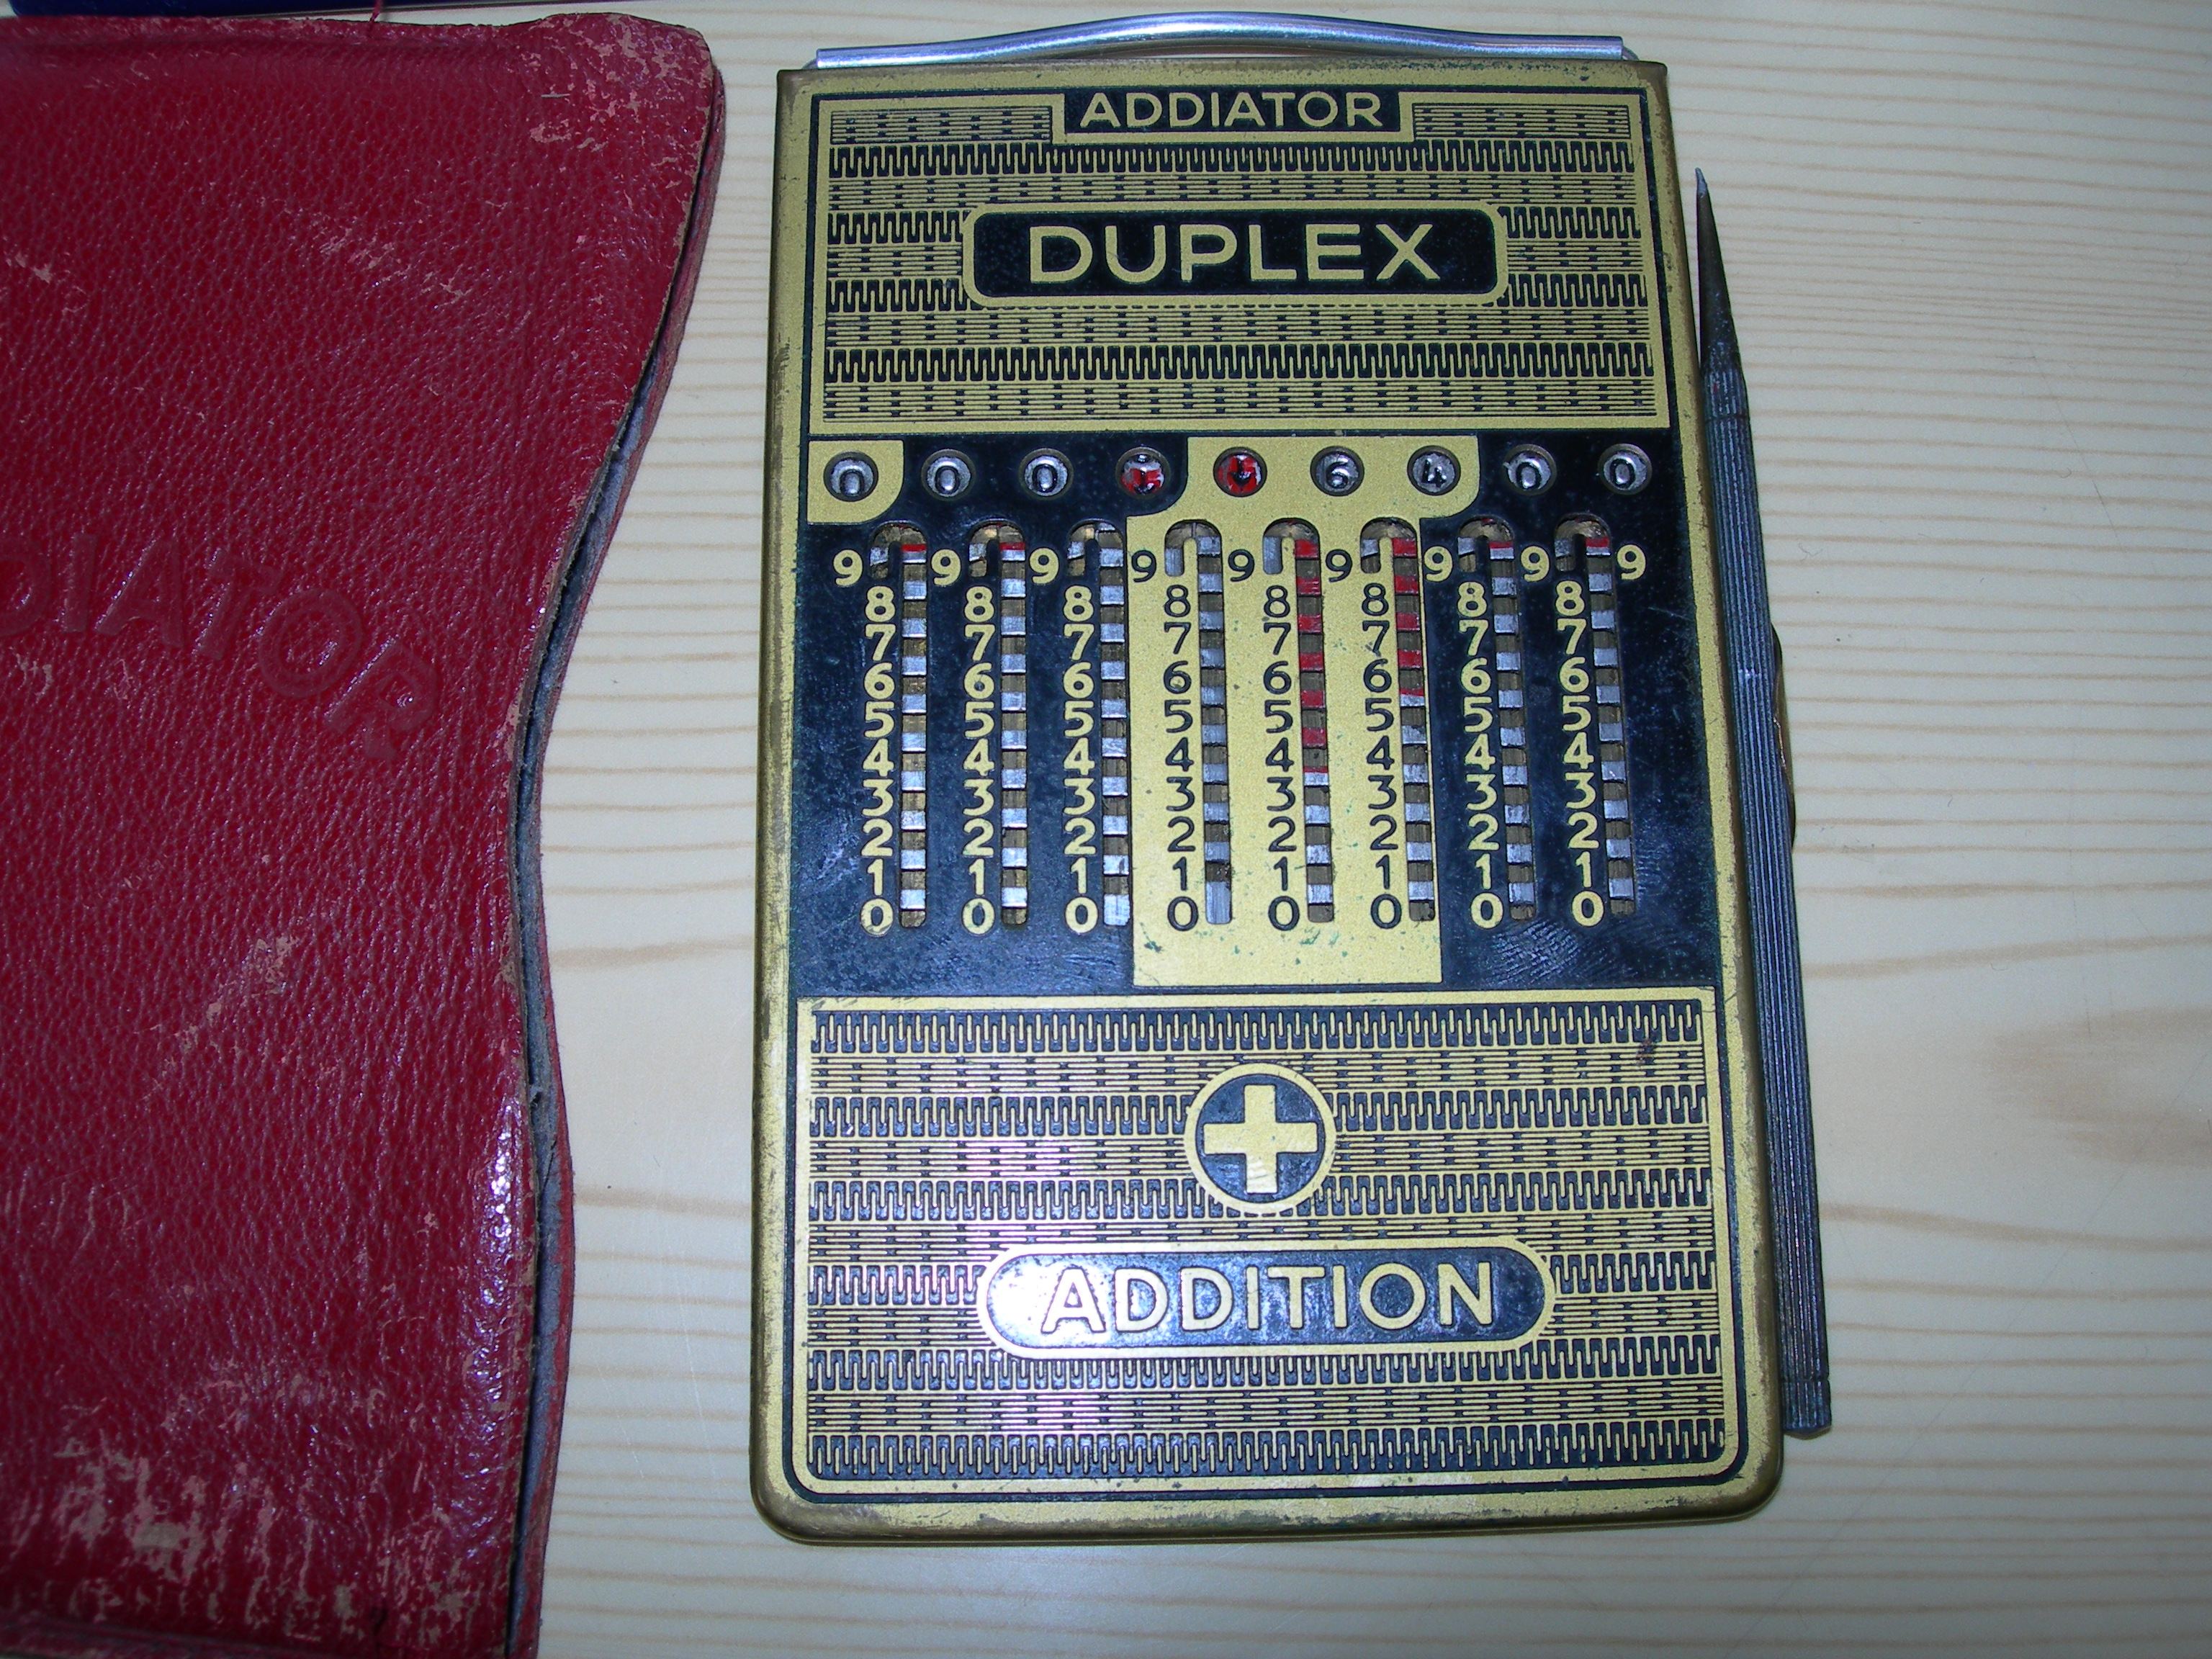 ADDIATOR
DUPLEX
0 0 0 6 4 0 0
9 9 9 9 9 9 9 9 9
8 8 8 8 8 8 8 8
7 7 7 7 7 7 7 7
6 6 6 6 6 6 6 6
5 5 5 5 5 5 5 5
4 4 4 4 4 4 4 4
3 3 3 3 3 3 3 3
2 2 2 2 2 2 2 2
1 1 1 1 1 1 1 1
0 0 0 0 0 0 0 0
+
ADDITION
DIATOR